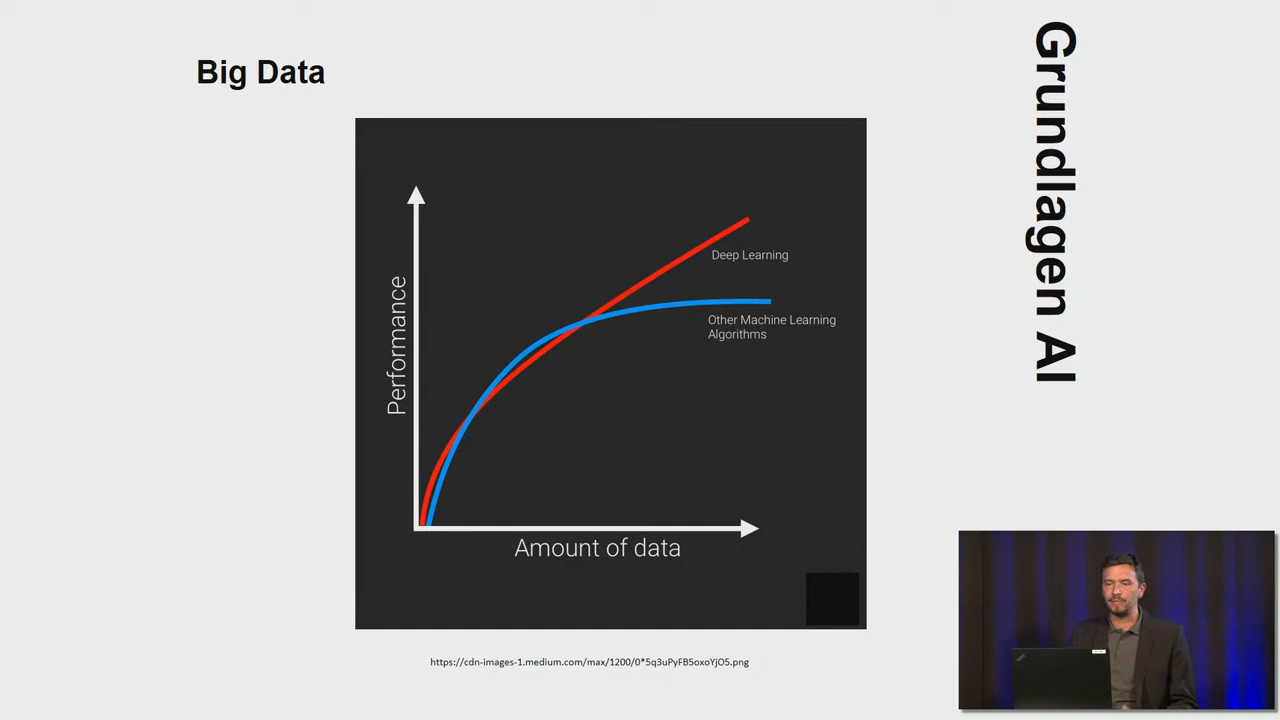 Big Data
Grundlagen AI
Performance
Deep Learning
Other Machine Learning
Algorithms
Amount of data
https://cdn-images-1.medium.com/max/1200/0*5q3uPyFB5oxoYjO5.png